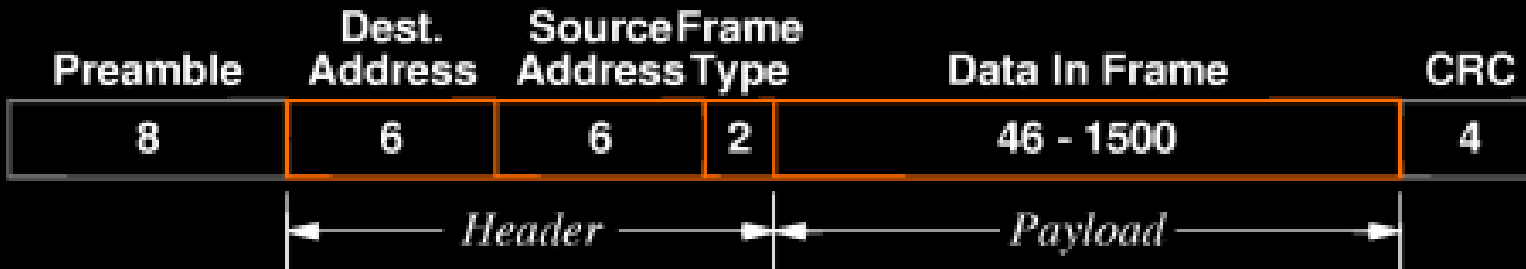 Preamble
Dest.
Address
Source
Address
Frame
Type
Data In Frame
CRC
8 6 6 2 46 - 1500 4
Header Payload